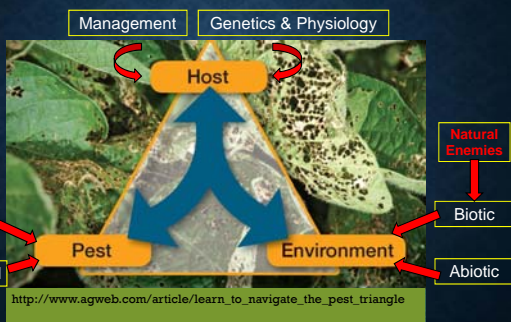 Management
Genetics & Physiology
Host
Natural
Enemies
Biotic
Pest
Environment
Abiotic
http://www.agweb.com/article/learn_to_navigate_the_pest_triangle